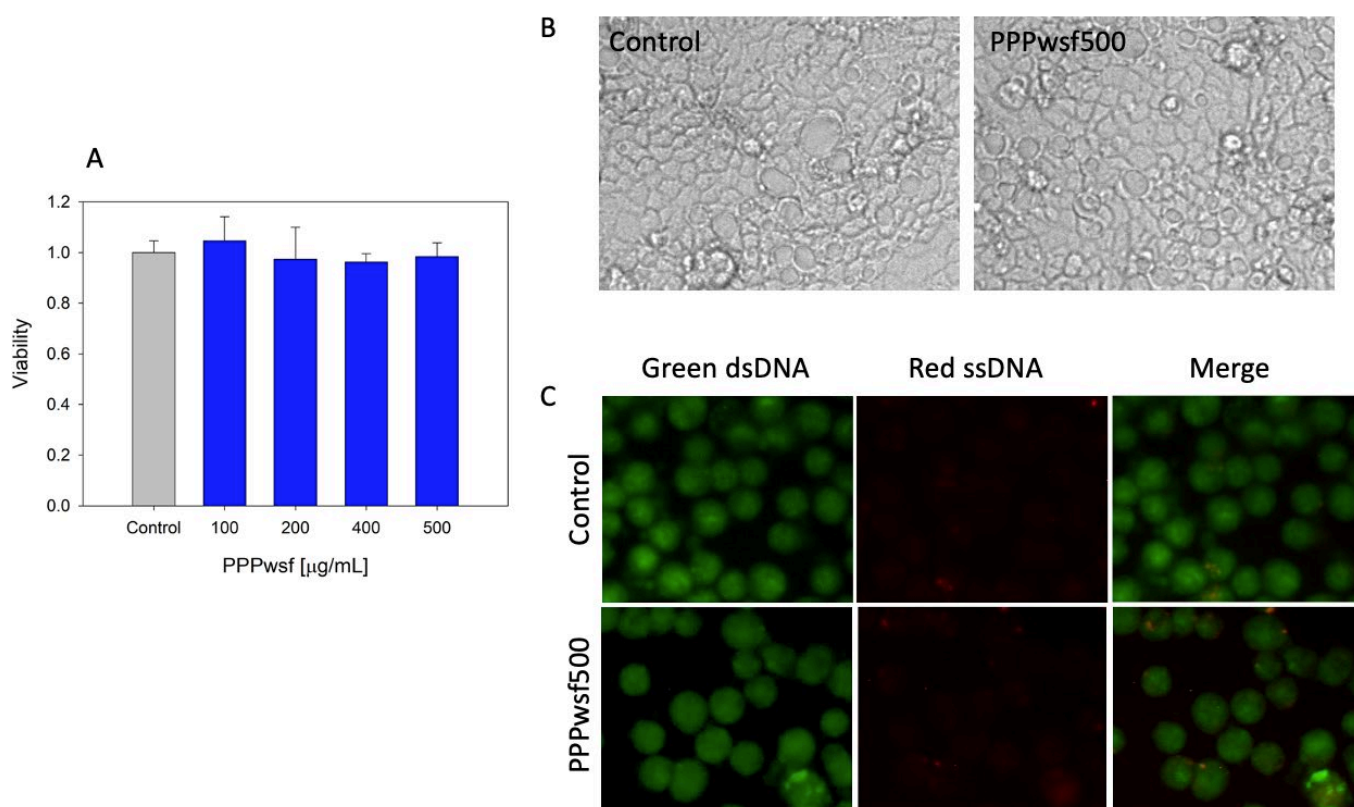 A
1.2
1.0
0.8
0.6
0.4
0.2
0.0
Viability
Control 100 200 400 500
PPPwsf [µg/mL]
B
Control PPPwsf500
C
Green dsDNA Red ssDNA Merge
Control
PPPwsf500